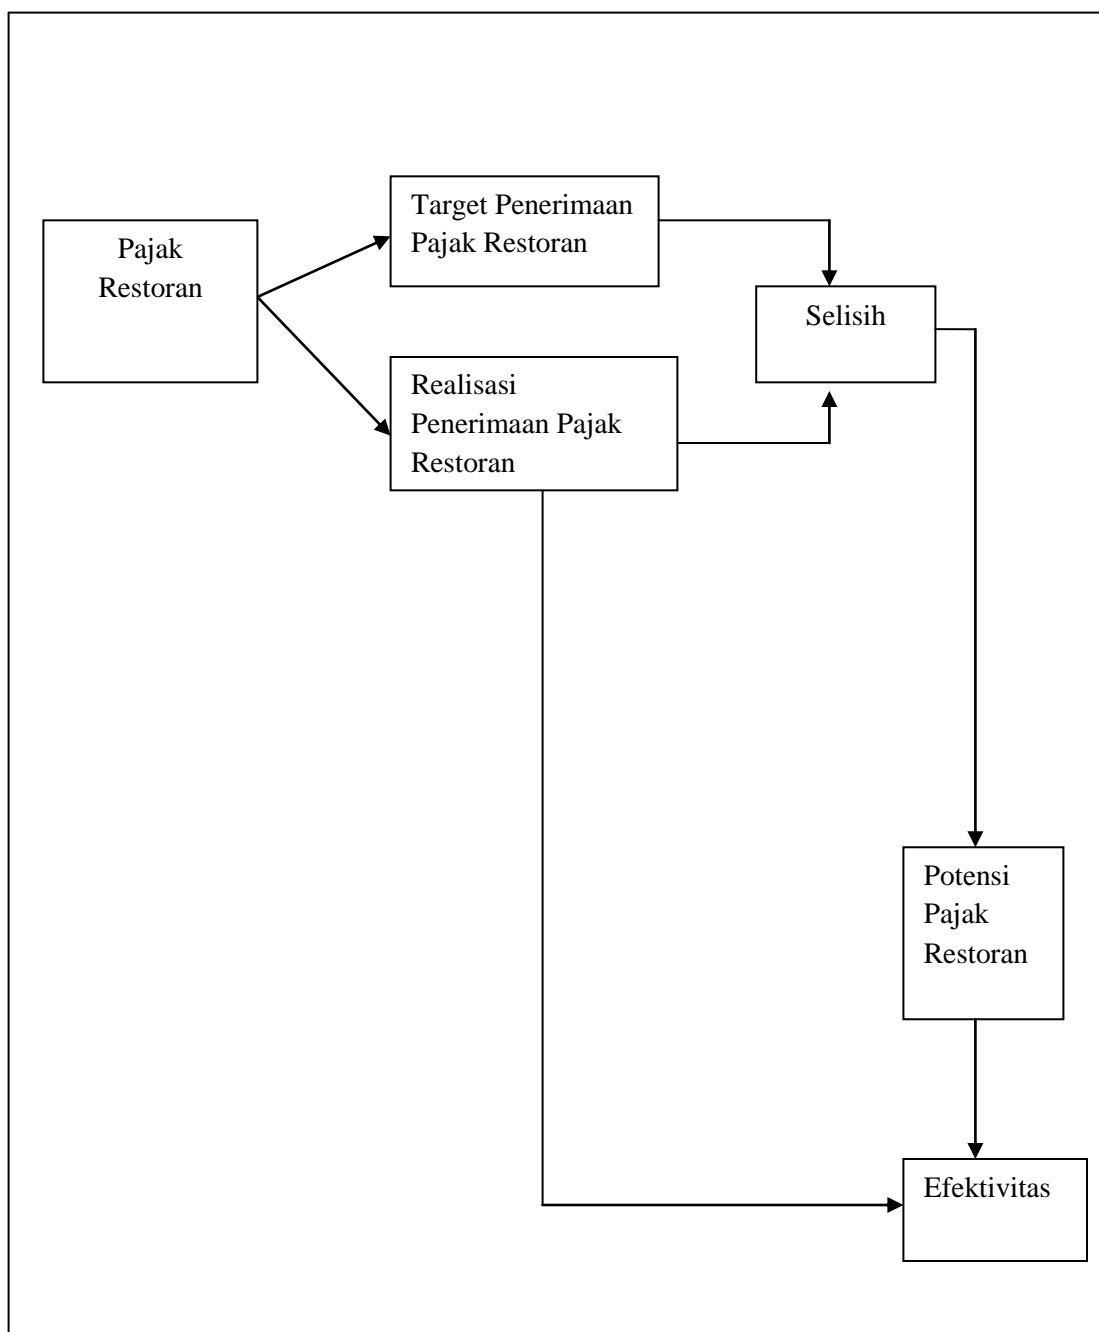 Pajak
Restoran
Target Penerimaan
Pajak Restoran
Realisasi
Penerimaan Pajak
Restoran
Selisih
Potensi
Pajak
Restoran
Efektivitas